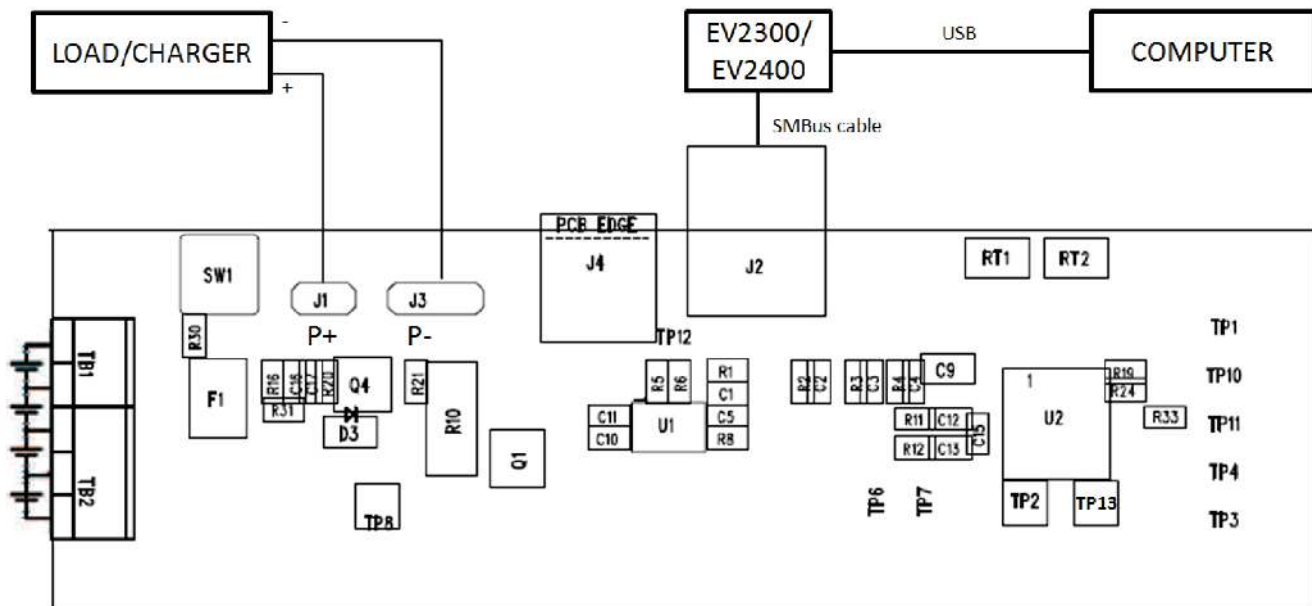 LOAD/CHARGER
-
+
EV2300/
EV2400
USB
COMPUTER
SMBus cable
PCB EDGE
J4
J2
RT1
RT2
SW1
J1
J3
P+
P-
TP12
R30
TB1
TB2
F1
R16
C16
C17
R20
R31
Q4
D3
R21
R10
Q1
TP8
R5
R6
R1
C1
C11
C10
U1
C5
R8
R2
C2
R3
C3
R4
C4
C9
R11
C12
C15
R12
C13
TP6
TP7
1
U2
TP2
TP13
R19
R24
R33
TP1
TP10
TP11
TP4
TP3